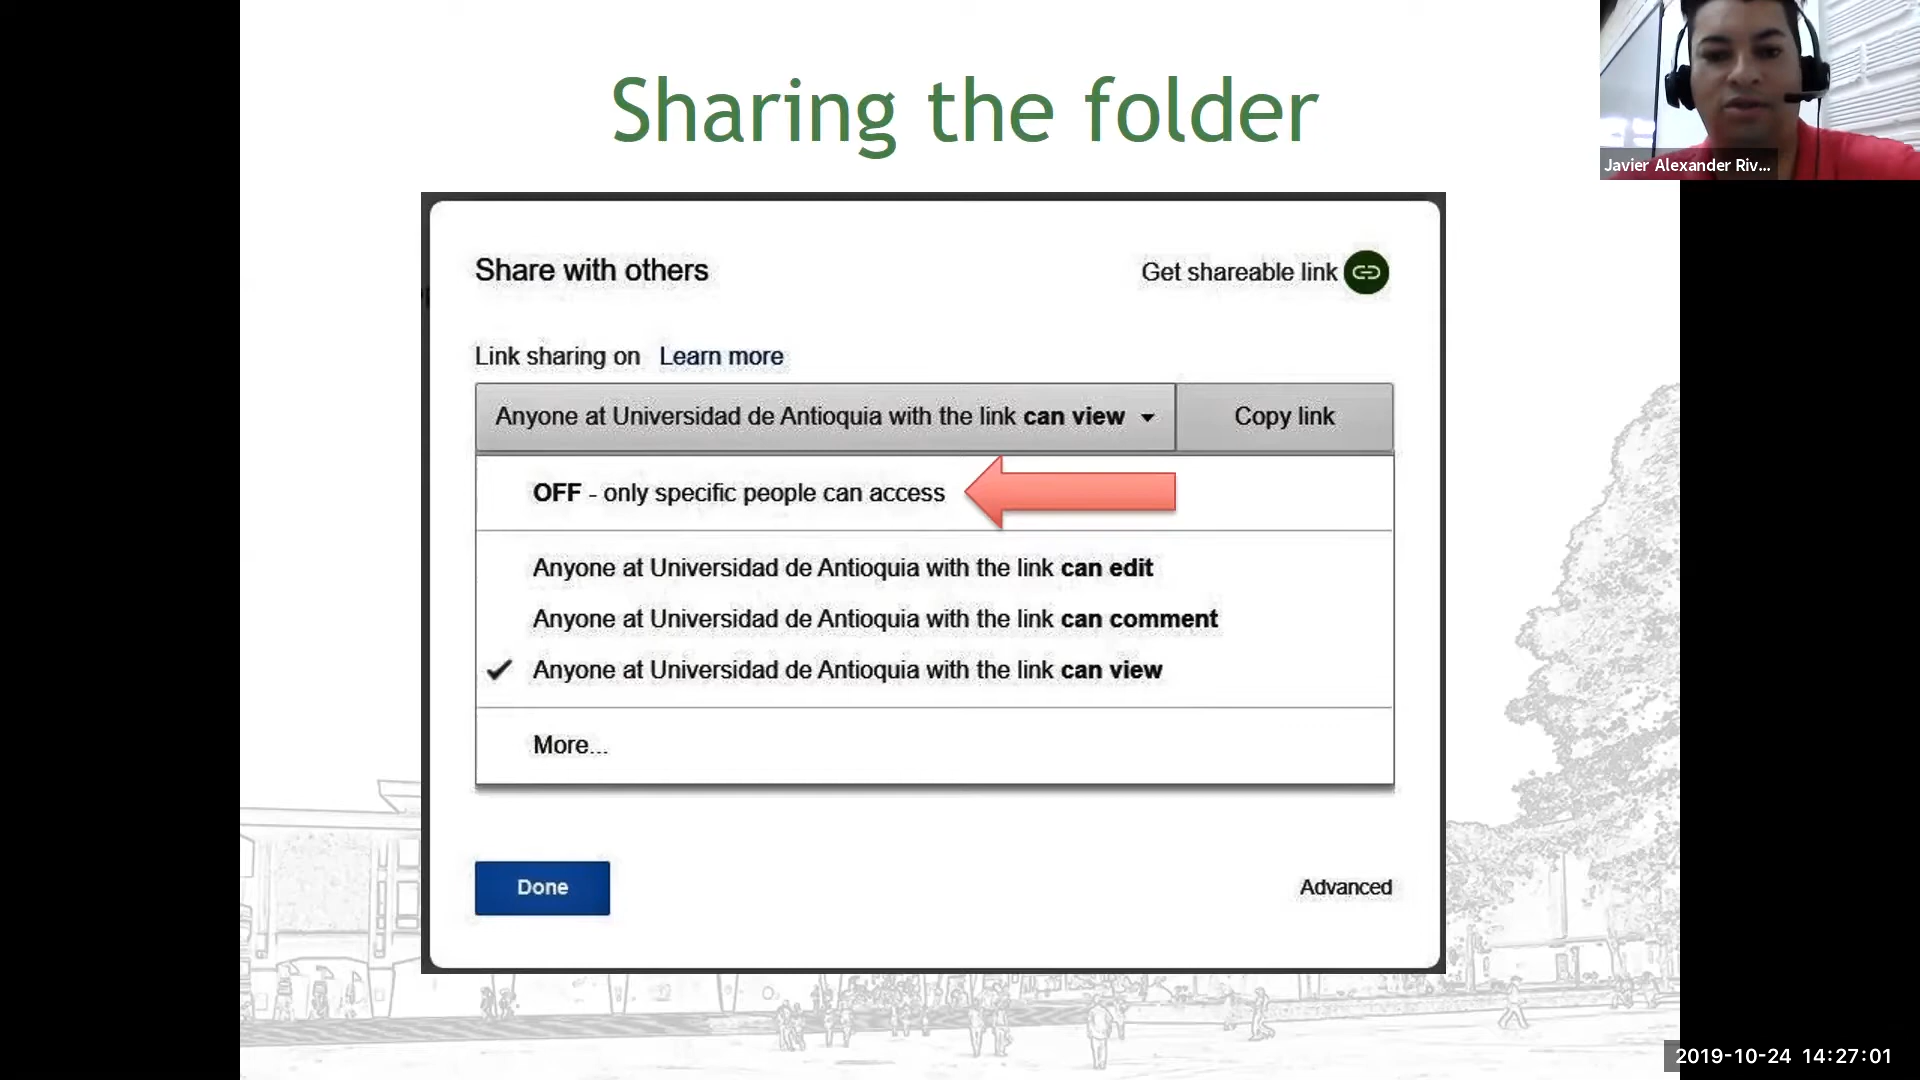 Sharing the folder
Javier Alexander Riv...
Share with others
Get shareable link
Link sharing on Learn more
Anyone at Universidad de Antioquia with the link can view
Copy link
OFF - only specific people can access
Anyone at Universidad de Antioquia with the link can edit
Anyone at Universidad de Antioquia with the link can comment
Anyone at Universidad de Antioquia with the link can view
More...
Done
Advanced
2019-10-24 14:27:01